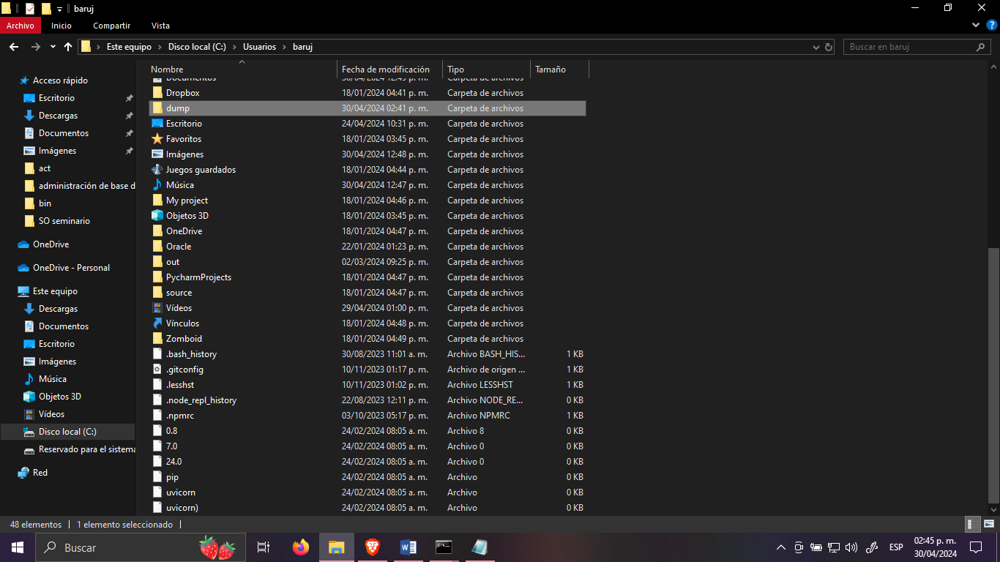 baruj
Archivo Inicio Compartir Vista
Este equipo Disco local (C:) Usuarios baruj
Buscar en baruj
Acceso rápido
Escritorio
Descargas
Documentos
Imágenes
act
administración de base d
bin
SO seminario
OneDrive
OneDrive - Personal
Este equipo
Descargas
Documentos
Escritorio
Imágenes
Música
Objetos 3D
Vídeos
Disco local (C:)
Reservado para el sistema
Red
Nombre Fecha de modificación Tipo Tamaño
Documentos 30/04/2024 12:49 p. m. Carpeta de archivos
Dropbox 18/01/2024 04:41 p. m. Carpeta de archivos
dump 30/04/2024 02:41 p. m. Carpeta de archivos
Escritorio 24/04/2024 10:31 p. m. Carpeta de archivos
Favoritos 18/01/2024 03:45 p. m. Carpeta de archivos
Imágenes 30/04/2024 12:48 p. m. Carpeta de archivos
Juegos guardados 18/01/2024 04:44 p. m. Carpeta de archivos
Música 30/04/2024 12:47 p. m. Carpeta de archivos
My project 18/01/2024 04:46 p. m. Carpeta de archivos
Objetos 3D 18/01/2024 03:45 p. m. Carpeta de archivos
OneDrive 18/01/2024 04:47 p. m. Carpeta de archivos
Oracle 22/01/2024 01:23 p. m. Carpeta de archivos
out 02/03/2024 09:25 p. m. Carpeta de archivos
PycharmProjects 18/01/2024 04:47 p. m. Carpeta de archivos
source 18/01/2024 04:47 p. m. Carpeta de archivos
Vídeos 29/04/2024 01:00 p. m. Carpeta de archivos
Vínculos 18/01/2024 04:48 p. m. Carpeta de archivos
Zomboid 18/01/2024 04:49 p. m. Carpeta de archivos
.bash_history 30/08/2023 11:01 a. m. Archivo BASH_HIS... 1 KB
.gitconfig 10/11/2023 01:17 p. m. Archivo de origen ... 1 KB
.lesshst 10/11/2023 01:02 p. m. Archivo LESSHST 1 KB
.node_repl_history 22/08/2023 12:11 p. m. Archivo NODE_RE... 0 KB
.npmrc 03/10/2023 05:17 p. m. Archivo NPMRC 1 KB
0.8 24/02/2024 08:05 a. m. Archivo 8 0 KB
7.0 24/02/2024 08:05 a. m. Archivo 0 0 KB
24.0 24/02/2024 08:05 a. m. Archivo 0 0 KB
pip 24/02/2024 08:05 a. m. Archivo 0 KB
uvicorn 24/02/2024 08:05 a. m. Archivo 0 KB
uvicorn) 24/02/2024 08:05 a. m. Archivo 0 KB
48 elementos 1 elemento seleccionado
Buscar
ESP
02:45 p. m.
30/04/2024